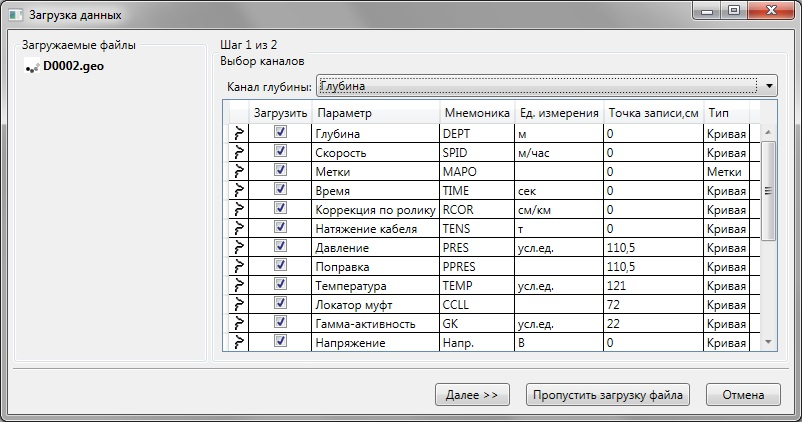 Загрузка данных
Загружаемые файлы
D0002.geo
Шаг 1 из 2
Выбор каналов
Канал глубины: Глубина
Загрузить Параметр Мнемоника Ед. измерения Точка записи,см Тип
Глубина DEPT м 0 Кривая
Скорость SPID м/час 0 Кривая
Метки MAPO 0 Метки
Время TIME сек 0 Кривая
Коррекция по ролику RCOR см/км 0 Кривая
Натяжение кабеля TENS т 0 Кривая
Давление PRES усл.ед. 110,5 Кривая
Поправка PPRES 110,5 Кривая
Температура TEMP усл.ед. 121 Кривая
Локатор муфт CCLL 72 Кривая
Гамма-активность GK усл.ед. 22 Кривая
Напряжение Напр. В 0 Кривая
Далее >> Пропустить загрузку файла Отмена